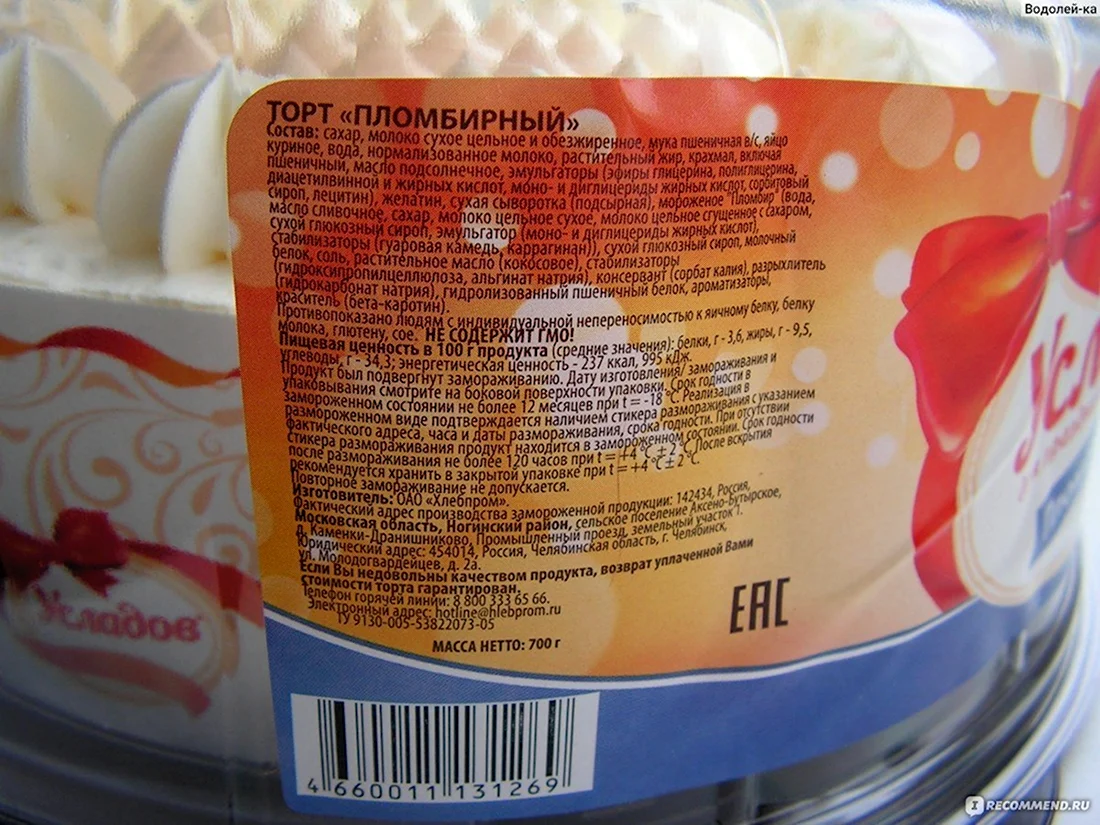 Водолей-ка
ТОРТ «ПЛОМБИРНЫЙ»
Состав: сахар, молоко сухое цельное и обезжиренное, мука пшеничная в/с, яйцо
куриное, вода, нормализованное молоко, растительный жир, крахмал, включая
пшеничный, масло подсолнечное, эмульгаторы (эфиры глицерина, полиглицерина,
диацетилвинной и жирных кислот, моно- и диглицериды жирных кислот, сорбитовый
сироп, лецитин), желатин, сухая сыворотка (подсырная), мороженое "Пломбир" (вода,
масло сливочное, сахар, молоко цельное сухое, молоко цельное сгущенное с сахаром,
сухой глюкозный сироп, эмульгатор (моно- и диглицериды жирных кислот),
стабилизаторы (гуаровая камедь, каррагинан)), сухой глюкозный сироп, молочный
белок, соль, растительное масло (кокосовое), стабилизаторы
(гидроксипропилцеллюлоза, альгинат натрия), консервант (сорбат калия), разрыхлитель
(гидрокарбонат натрия), гидролизованный пшеничный белок, ароматизаторы,
краситель (бета-каротин).
Противопоказано людям с индивидуальной непереносимостью к яичному белку, белку
молока, глютену, сое. НЕ СОДЕРЖИТ ГМО!
Пищевая ценность в 100 г продукта (средние значения): белки, г - 3,6, жиры, г - 9,5,
углеводы, г - 34,3; энергетическая ценность - 237 ккал, 995 кДж.
Продукт был подвергнут замораживанию. Дату изготовления/ замораживания и
упаковывания смотрите на боковой поверхности упаковки. Срок годности в
замороженном состоянии не более 12 месяцев при t = -18 °C. Реализация в
размороженном виде подтверждается наличием стикера размораживания с указанием
фактического адреса, часа и даты размораживания, срока годности. При отсутствии
стикера размораживания продукт находится в замороженном состоянии. Срок годности
после размораживания не более 120 часов при t = +4 °C ± 2 °C. После вскрытия
рекомендуется хранить в закрытой упаковке при t = +4 °C ± 2 °C.
Повторное замораживание не допускается.
Изготовитель: ОАО «Хлебпром».
Фактический адрес производства замороженной продукции: 142434, Россия,
Московская область, Ногинский район, сельское поселение Аксено-Бутырское,
д. Каменки-Дранишниково, Промышленный проезд, земельный участок 1.
Юридический адрес: 454014, Россия, Челябинская область, г. Челябинск,
ул. Молодогвардейцев, д. 2а.
Если Вы недовольны качеством продукта, возврат уплаченной Вами
стоимости торта гарантирован.
Телефон горячей линии: 8 800 333 65 66.
Электронный адрес: hotline@hlebprom.ru
ТУ 9130-005-53822073-05
МАССА НЕТТО: 700 г
EAC
Усладов
4 660011 131269
IRECOMMEND.RU